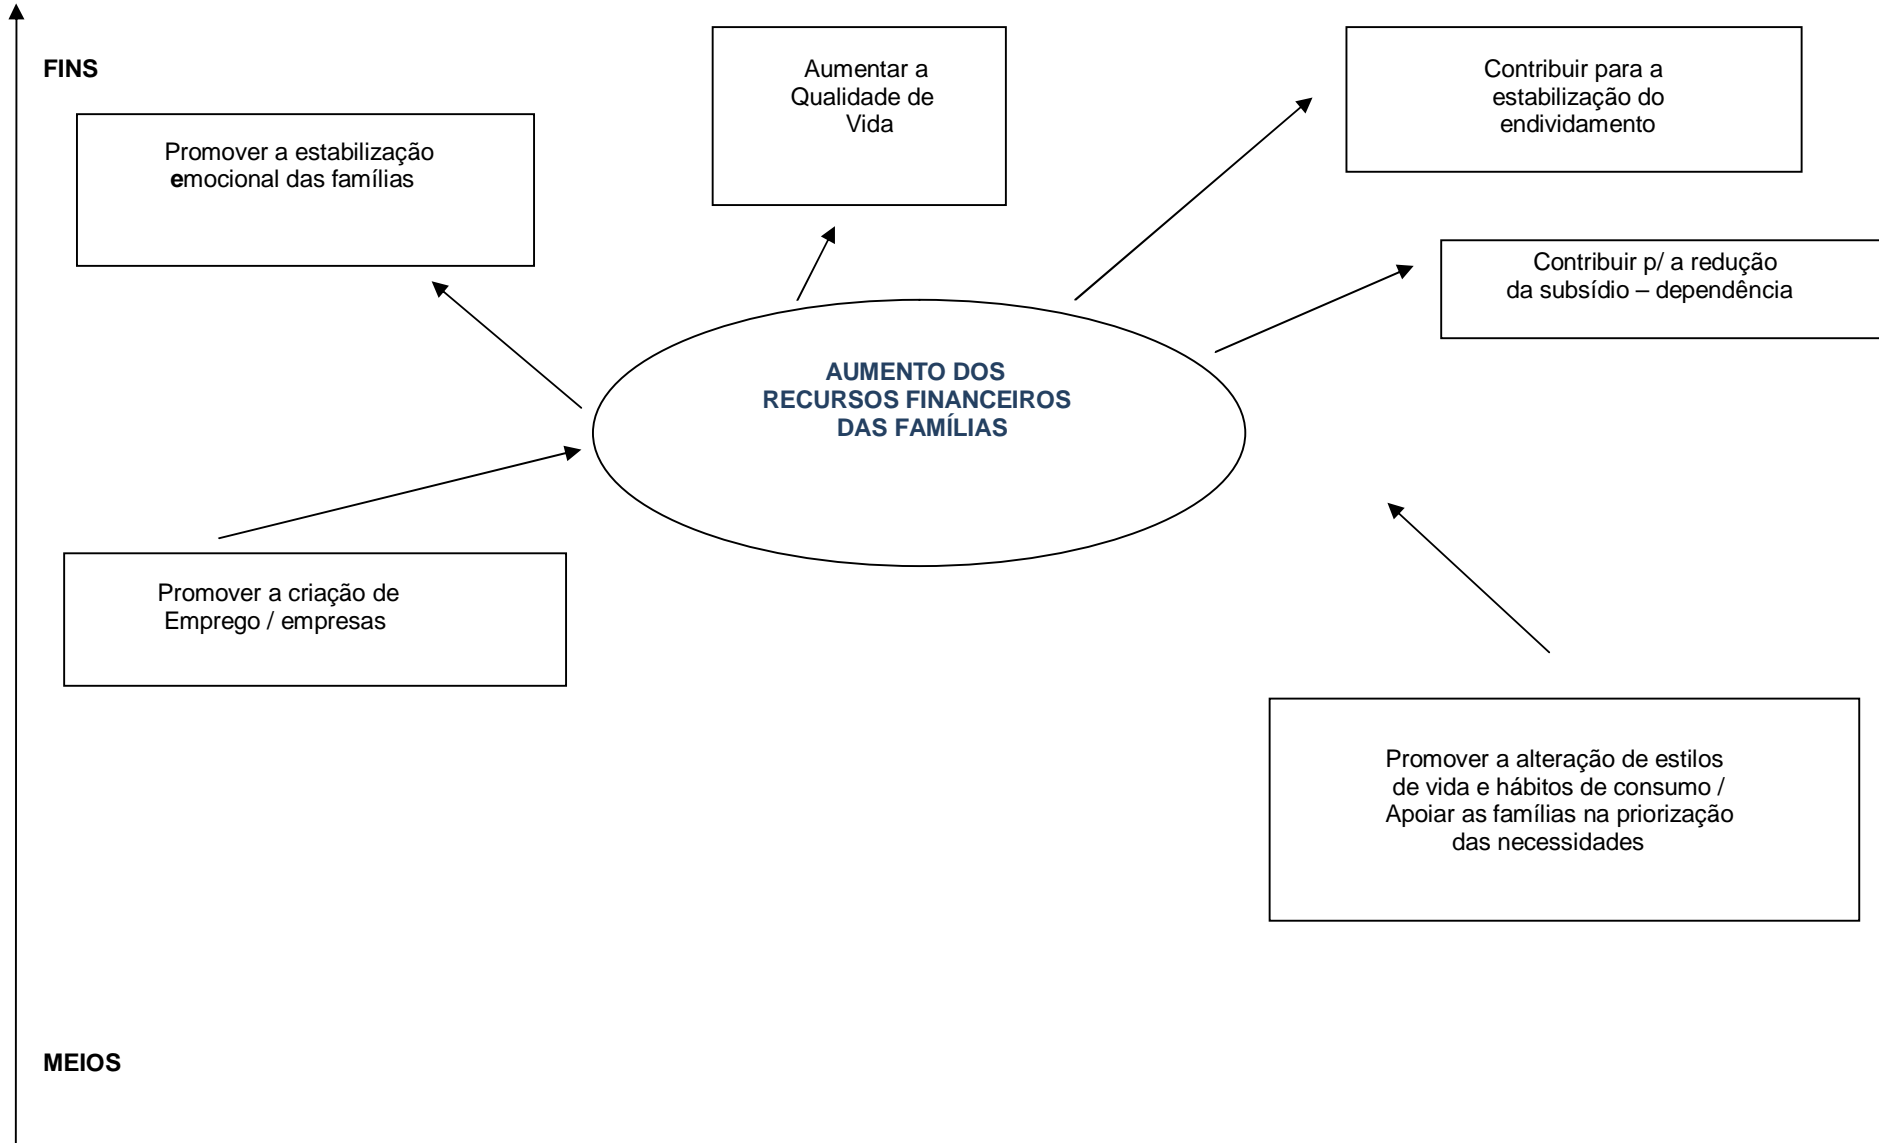 FINS
Promover a estabilização
emocional das famílias
Aumentar a
Qualidade de
Vida
Contribuir para a
estabilização do
endividamento
Contribuir p/ a redução
da subsídio – dependência
AUMENTO DOS
RECURSOS FINANCEIROS
DAS FAMÍLIAS
Promover a criação de
Emprego / empresas
Promover a alteração de estilos
de vida e hábitos de consumo /
Apoiar as famílias na priorização
das necessidades
MEIOS